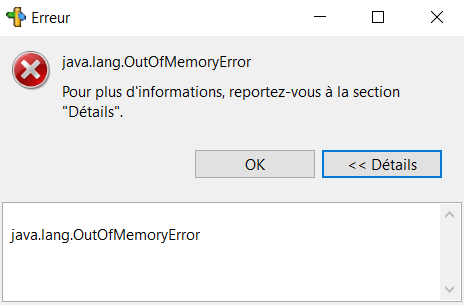 Erreur
java.lang.OutOfMemoryError
Pour plus d'informations, reportez-vous à la section
"Détails".
OK
<< Détails
java.lang.OutOfMemoryError